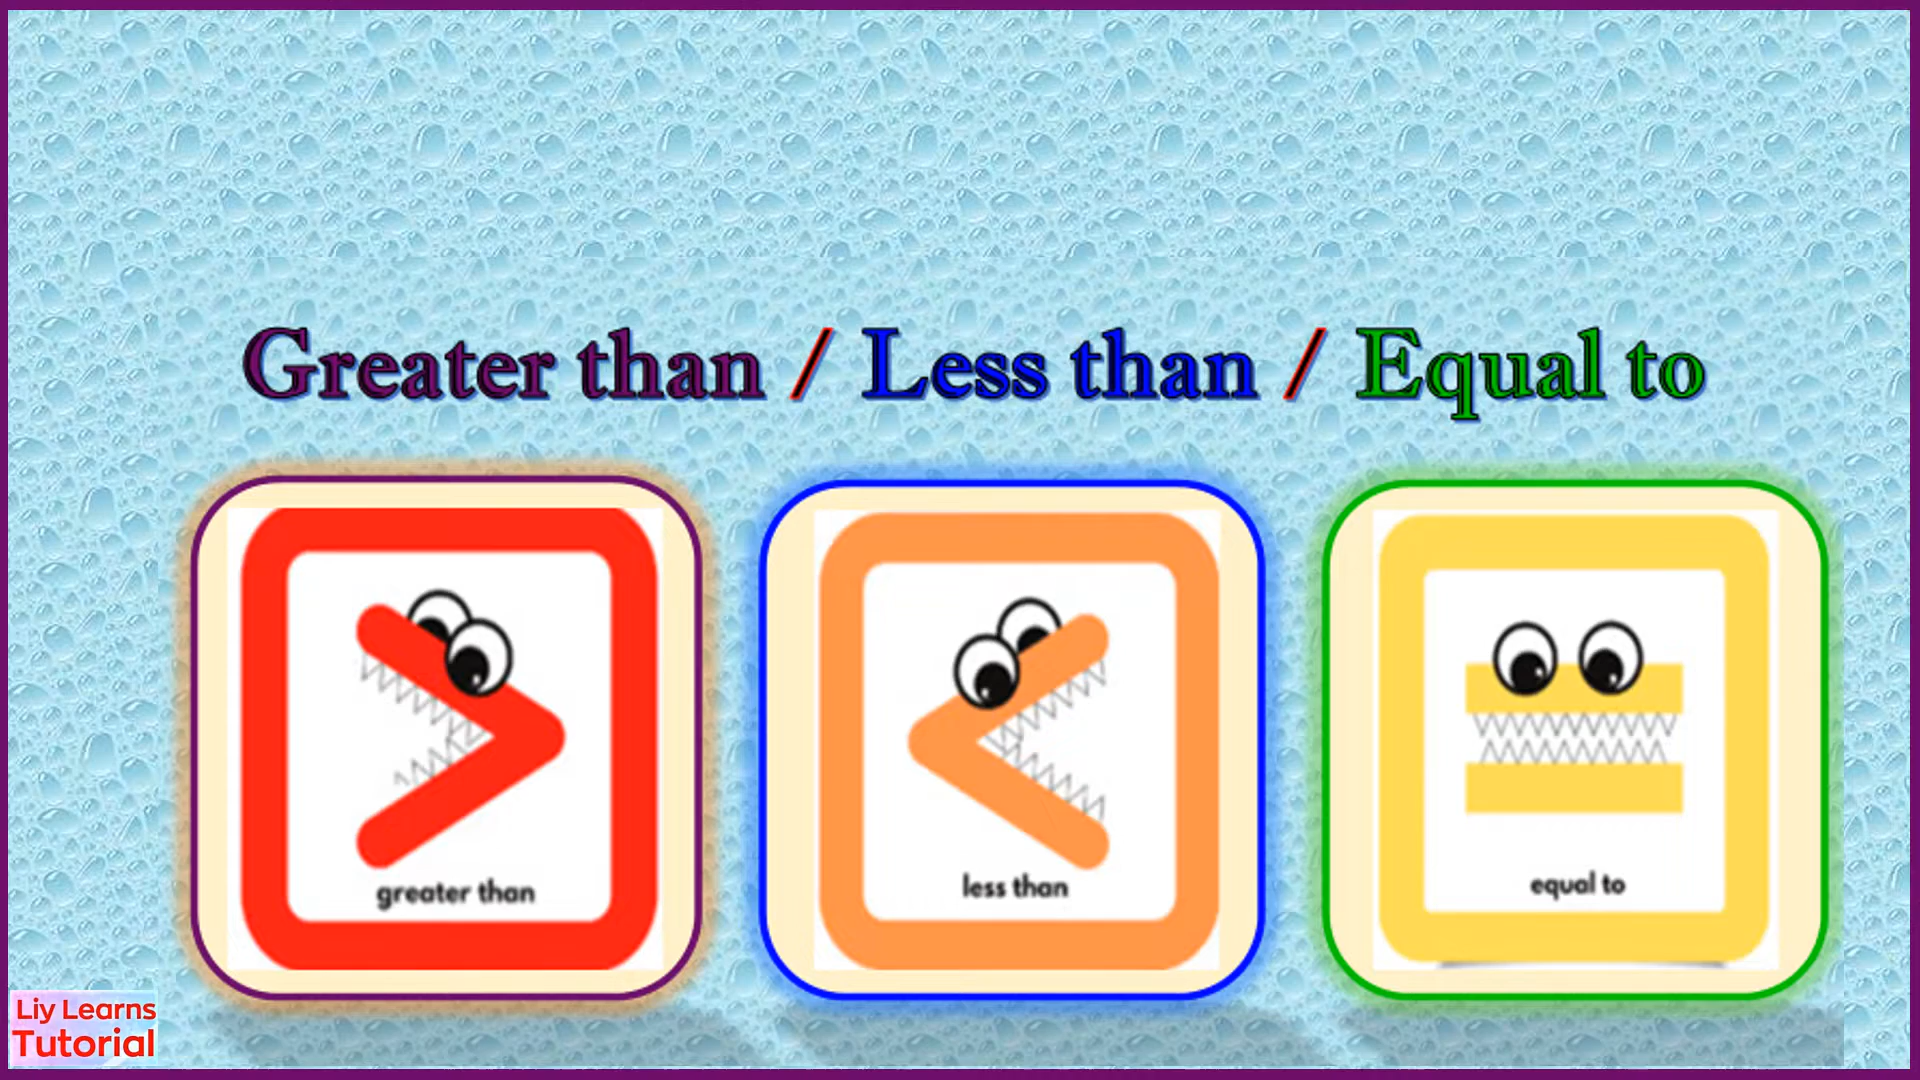 Greater than / Less than / Equal to
greater than
less than
equal to
Liy Learns
Tutorial